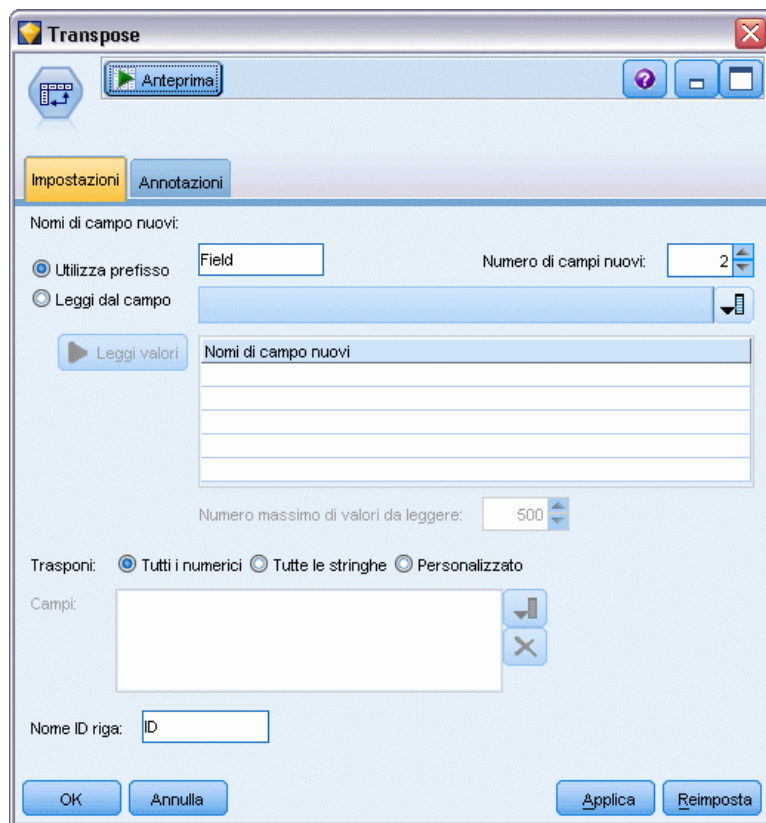 Transpose
Anteprima
Impostazioni
Annotazioni
Nomi di campo nuovi:
Utilizza prefisso
Field
Numero di campi nuovi:
2
Leggi dal campo
Leggi valori
Nomi di campo nuovi
Numero massimo di valori da leggere:
500
Trasponi:
Tutti i numerici
Tutte le stringhe
Personalizzato
Campi:
Nome ID riga:
ID
OK
Annulla
Applica
Reimposta